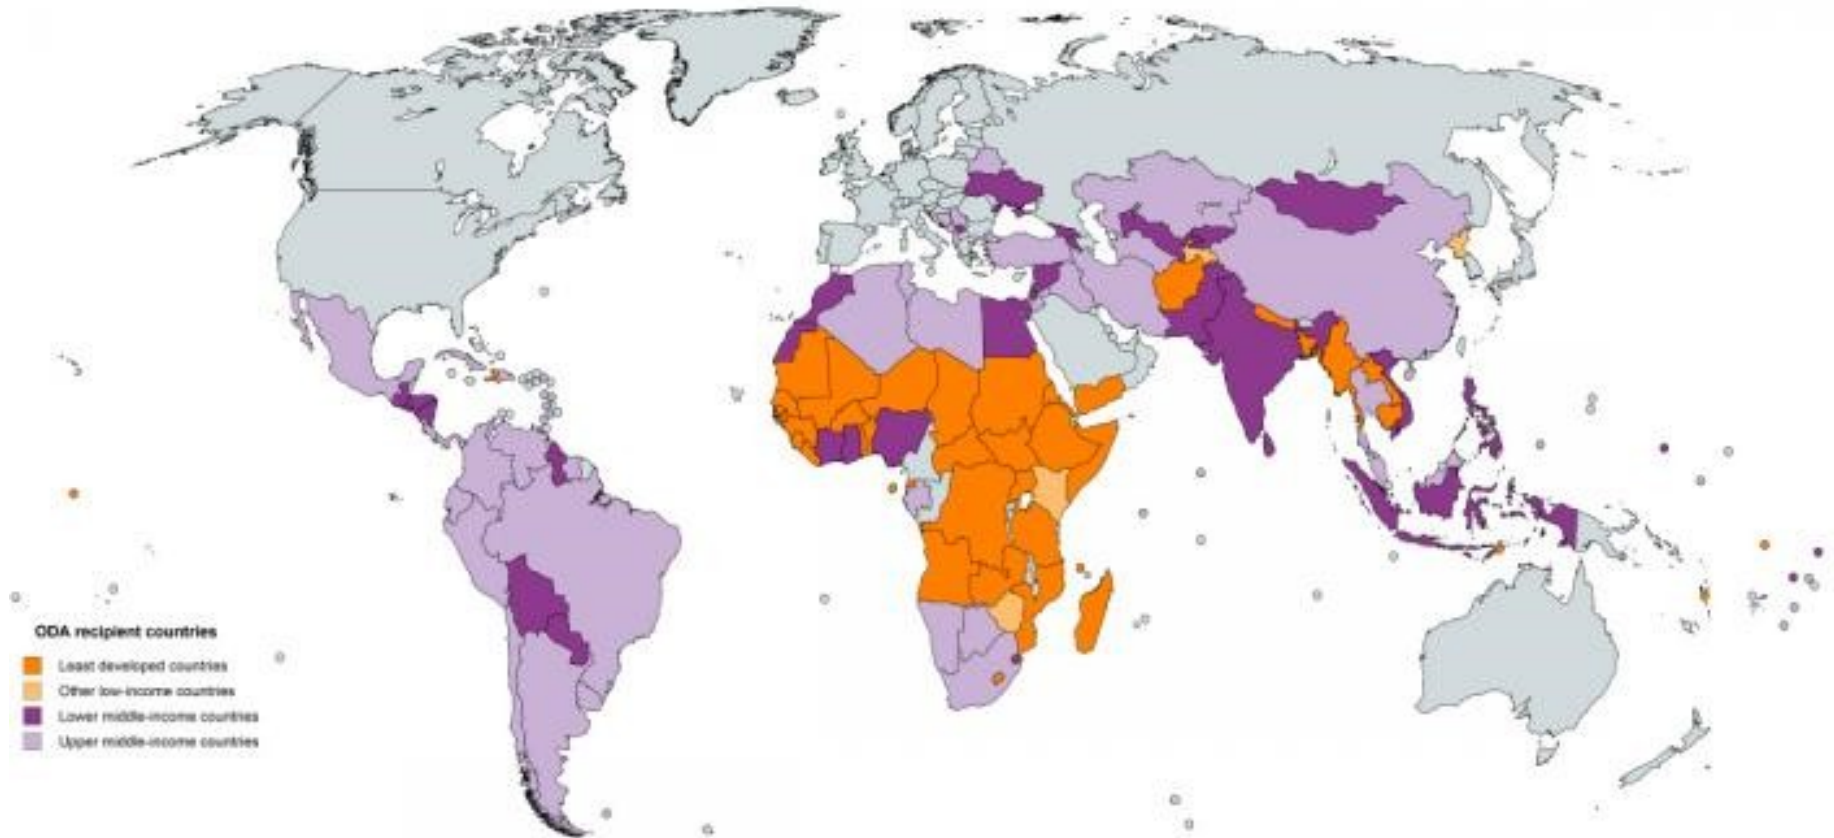 ODA recipient countries
Least developed countries
Other low-income countries
Lower middle-income countries
Upper middle-income countries